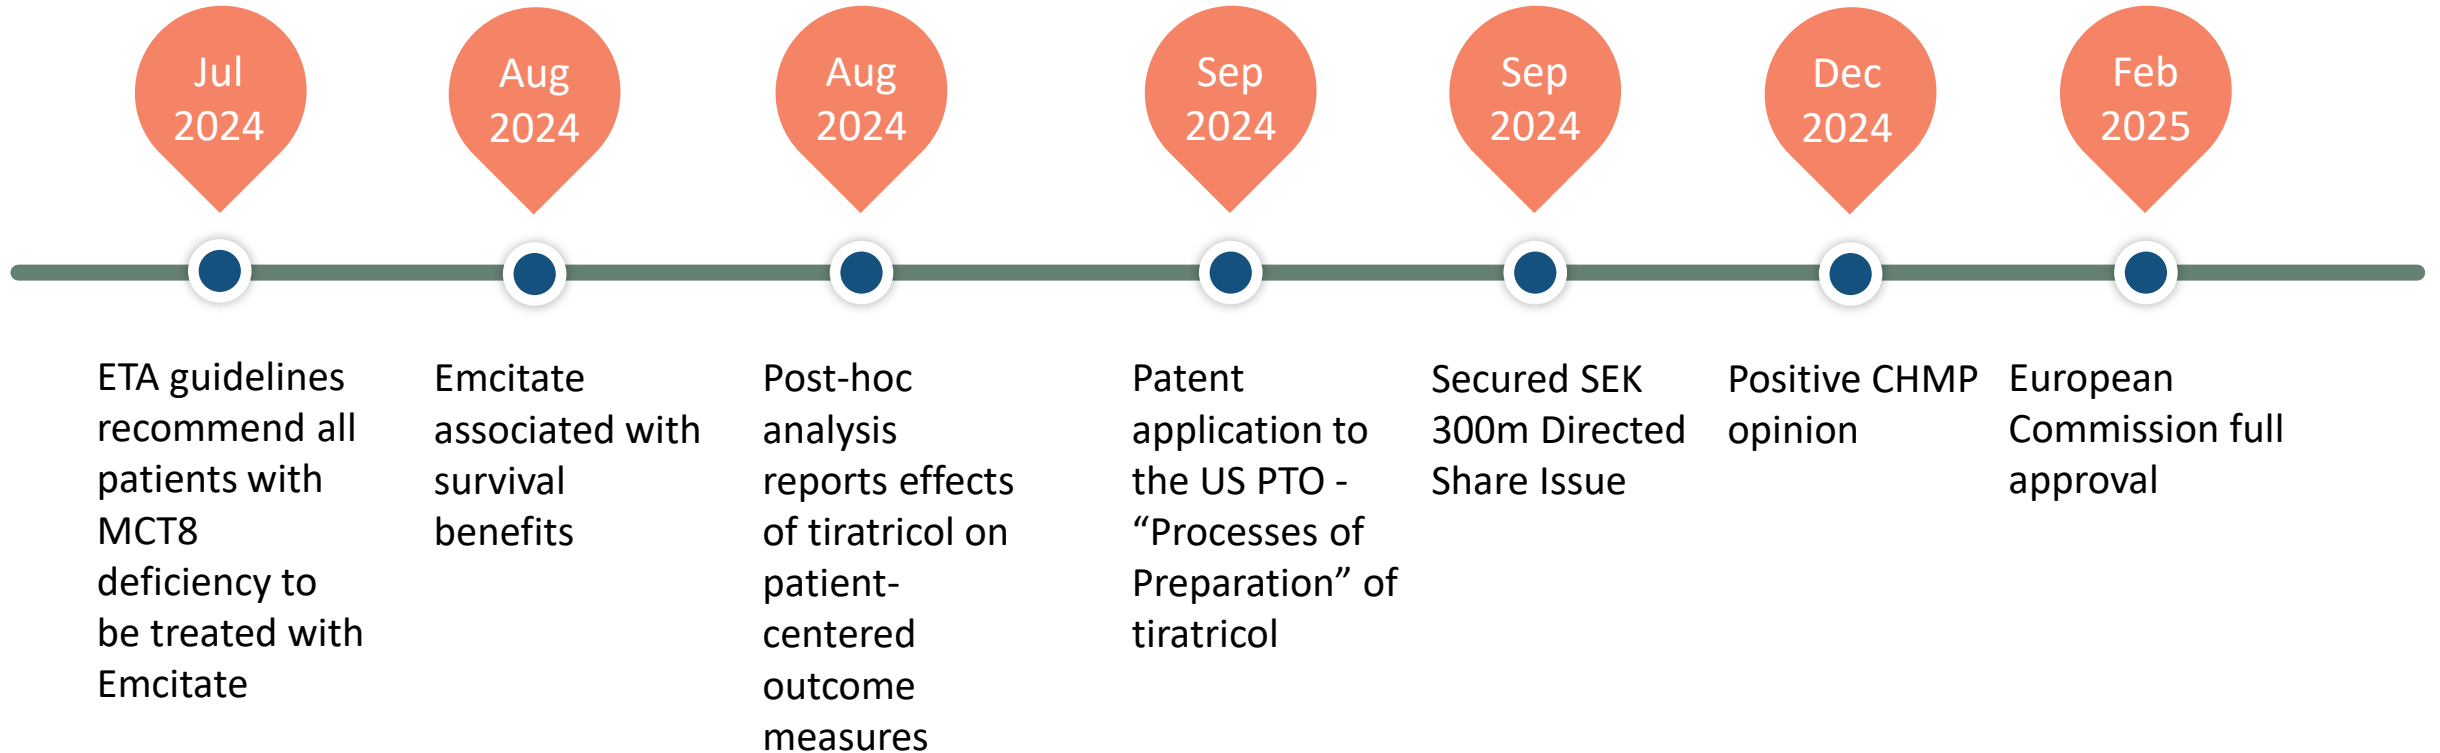 Jul
2024
Aug
2024
Aug
2024
Sep
2024
Sep
2024
Dec
2024
Feb
2025
ETA guidelines
recommend all
patients with
MCT8
deficiency to
be treated with
Emcitate
Emcitate
associated with
survival
benefits
Post-hoc
analysis
reports effects
of tiratricol on
patient-
centered
outcome
measures
Patent
application to
the US PTO -
“Processes of
Preparation” of
tiratricol
Secured SEK
300m Directed
Share Issue
Positive CHMP
opinion
European
Commission full
approval